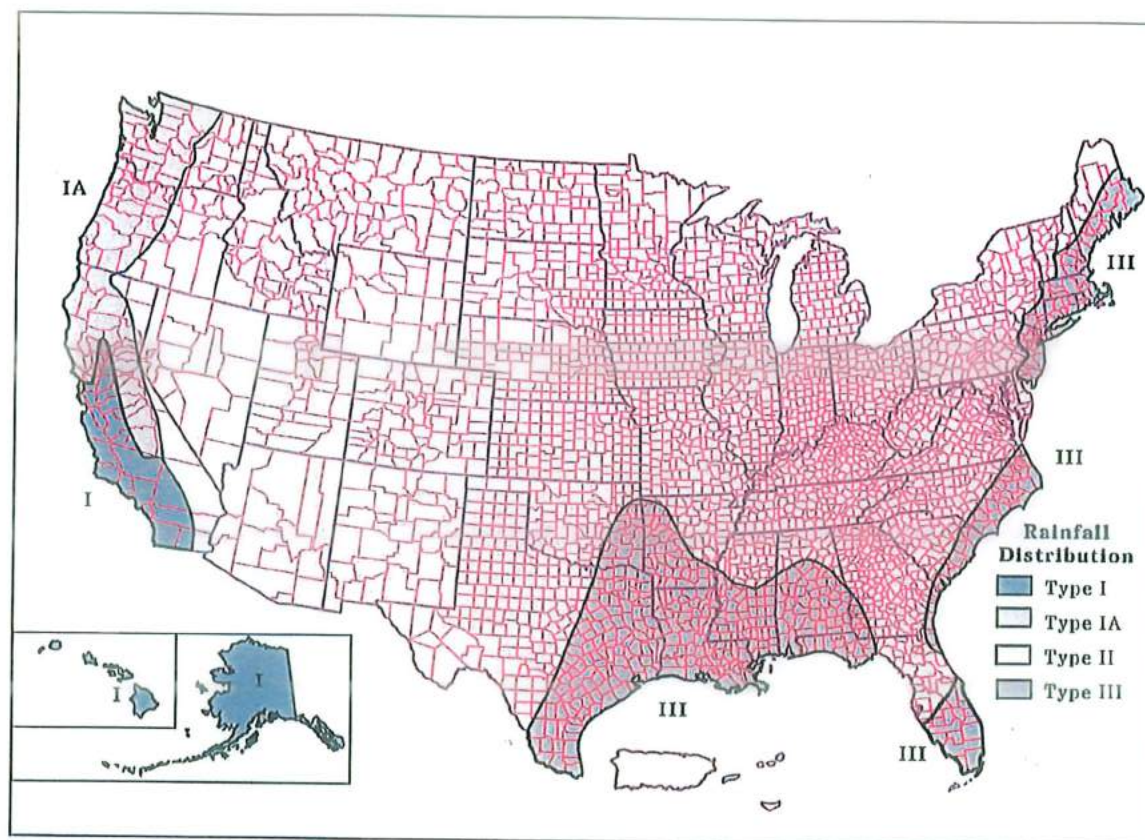 IA
III
III
I
Rainfall
Distribution
Type I
Type IA
Type II
Type III
I
I
III
III